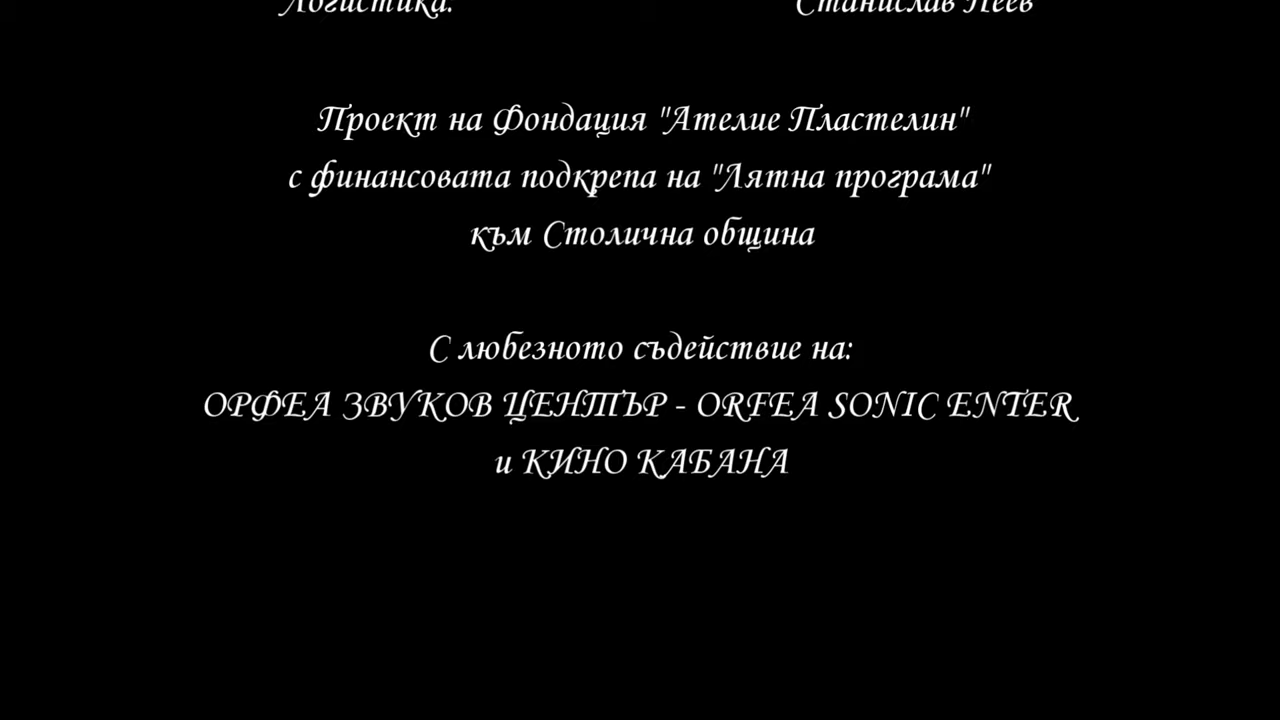 Логистика: Станислав Пеев
Проект на Фондация "Ателие Пластелин"
с финансовата подкрепа на "Лятна програма"
към Столична община
С любезното съдействие на:
ОРФЕА ЗВУКОВ ЦЕНТЪР - ORFEA SONIC ENTER
и КИНО КАБАНА